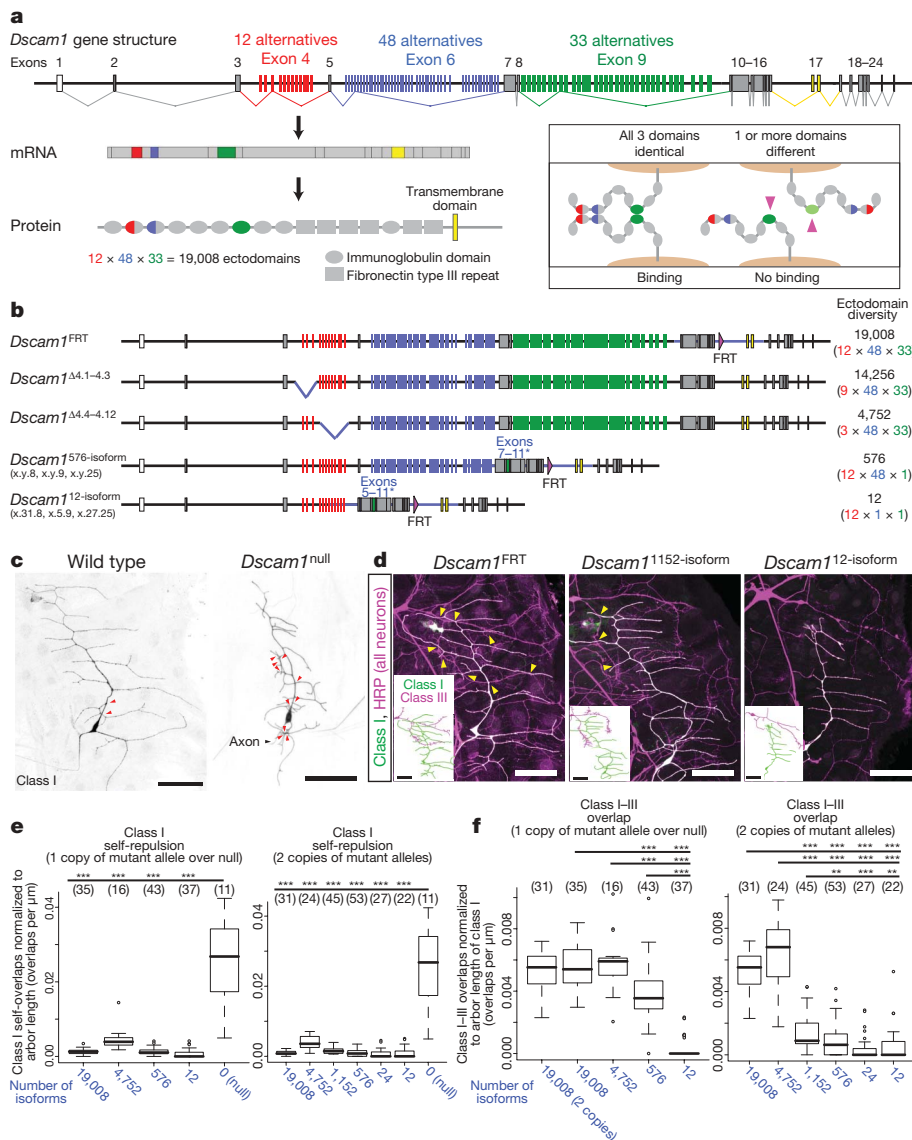 a
Dscam1 gene structure
12 alternatives
Exon 4
48 alternatives
Exon 6
33 alternatives
Exon 9
Exons 1 2 3 5 7 8 10–16 17 18–24
mRNA
Protein
Transmembrane
domain
12 × 48 × 33 = 19,008 ectodomains
Immunoglobulin domain
Fibronectin type III repeat
All 3 domains
identical
1 or more domains
different
Binding
No binding
b
Ectodomain
diversity
Dscam1FRT
FRT
19,008
(12 × 48 × 33
Dscam1Δ4.1–4.3
14,256
(9 × 48 × 33)
Dscam1Δ4.4–4.12
4,752
(3 × 48 × 33)
Dscam1576-isoform
(x.y.8, x.y.9, x.y.25)
Exons
7–11*
FRT
576
(12 × 48 × 1)
Dscam112-isoform
(x.31.8, x.5.9, x.27.25)
Exons
5–11*
FRT
12
(12 × 1 × 1)
c
Wild type
Dscam1null
Class I
Axon
d
Class I, HRP (all neurons)
Dscam1FRT
Dscam11152-isoform
Dscam112-isoform
Class I
Class III
e
Class I
self-repulsion
(1 copy of mutant allele over null)
Class I
self-repulsion
(2 copies of mutant alleles)
Class I self-overlaps normalized to
arbor length (overlaps per μm)
*** *** *** ***
(35) (16) (43) (37) (11)
0.04
0.02
0.00
19,008 4,752 576 12 0 (null)
*** *** *** *** *** ***
(31) (24) (45) (53) (27) (22) (11)
0.04
0.02
0.00
19,008 4,752 1,152 576 24 12 0 (null)
Number of
isoforms
f
Class I–III
overlap
(1 copy of mutant allele over null)
Class I–III
overlap
(2 copies of mutant alleles)
Class I–III overlaps normalized
to arbor length of class I
(overlaps per μm)
*** ***
*** ***
***
(31) (35) (16) (43) (37)
0.008
0.004
0.000
19,008 (2 copies) 19,008 4,752 576 12
*** *** *** ***
*** *** *** ***
** *** **
(31) (24) (45) (53) (27) (22)
0.008
0.004
0.000
19,008 4,752 1,152 576 24 12
Number of
isoforms